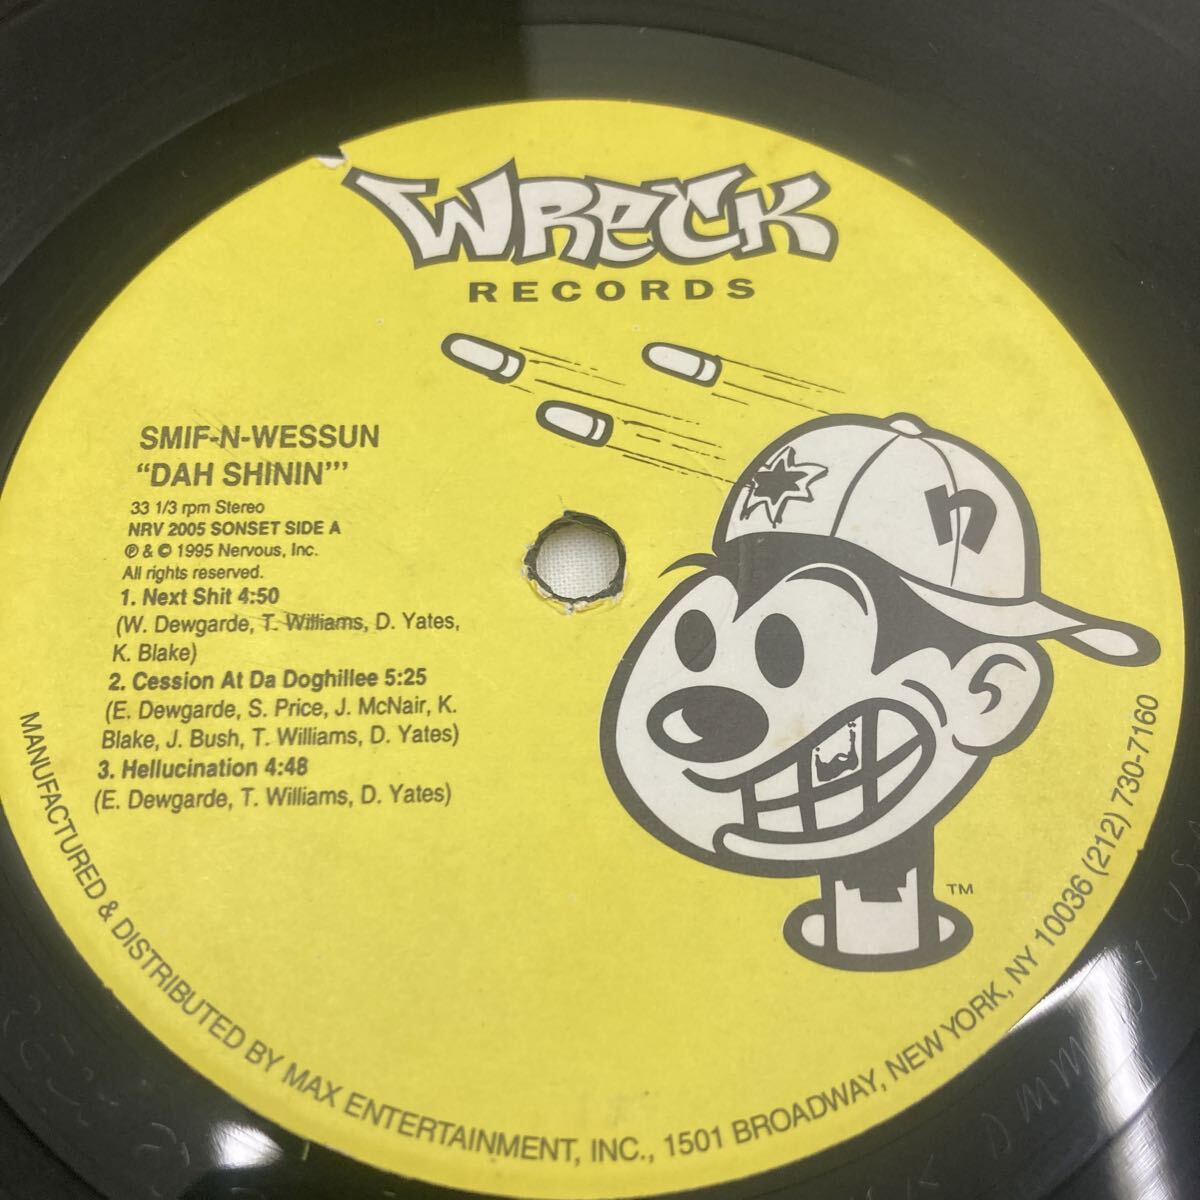 WRECK
RECORDS
SMIF-N-WESSUN
"DAH SHININ'"
33 1/3 rpm Stereo
NRV 2005 SONSET SIDE A
℗ & © 1995 Nervous, Inc.
All rights reserved.
1. Next Shit 4:50
(W. Dewgarde, T. Williams, D. Yates,
K. Blake)
2. Cession At Da Doghillee 5:25
(E. Dewgarde, S. Price, J. McNair, K.
Blake, J. Bush, T. Williams, D. Yates)
3. Hellucination 4:48
(E. Dewgarde, T. Williams, D. Yates)
n
TM
MANUFACTURED & DISTRIBUTED BY MAX ENTERTAINMENT, INC., 1501 BROADWAY, NEW YORK, NY 10036 (212) 730-7160